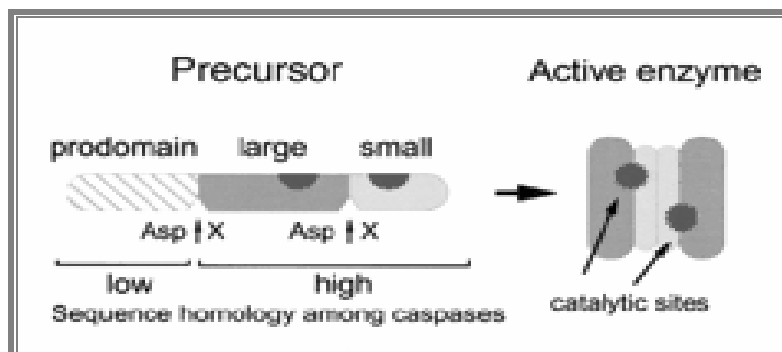 Precursor
Active enzyme
prodomain large small
Asp X Asp X
low high
Sequence homology among caspases
catalytic sites